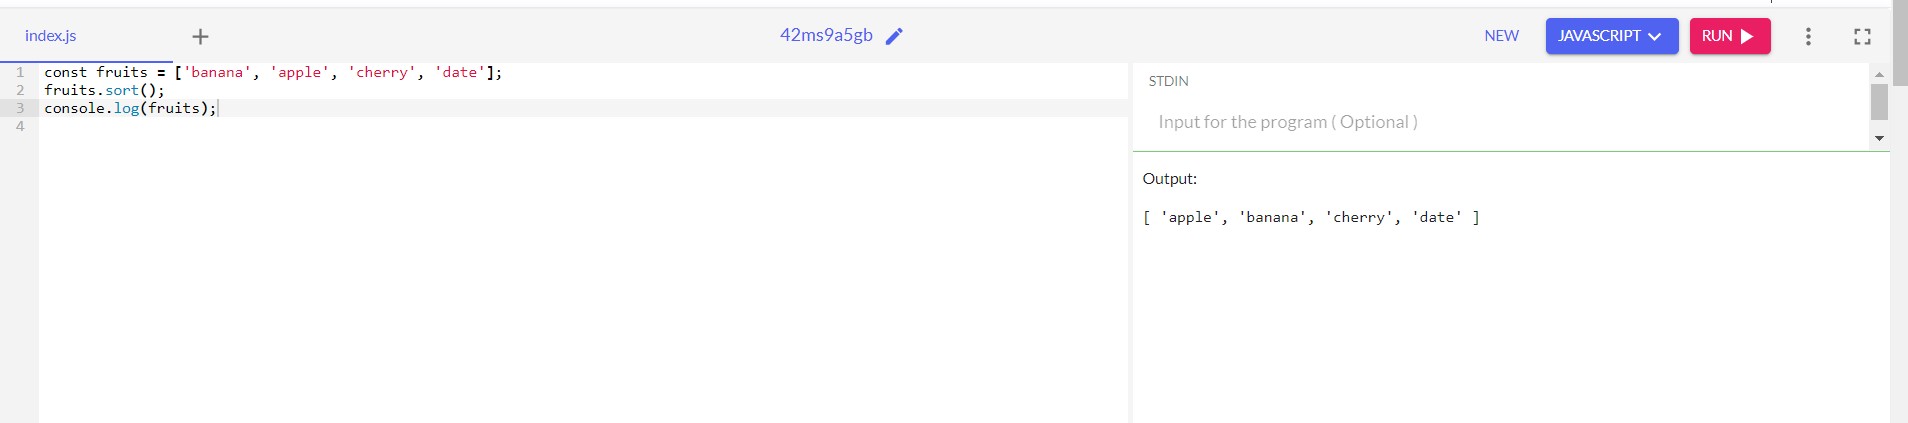 index.js
+
42ms9a5gb
NEW
JAVASCRIPT
RUN
1 const fruits = ['banana', 'apple', 'cherry', 'date'];
2 fruits.sort();
3 console.log(fruits);
4
STDIN
Input for the program ( Optional )
Output:
[ 'apple', 'banana', 'cherry', 'date' ]